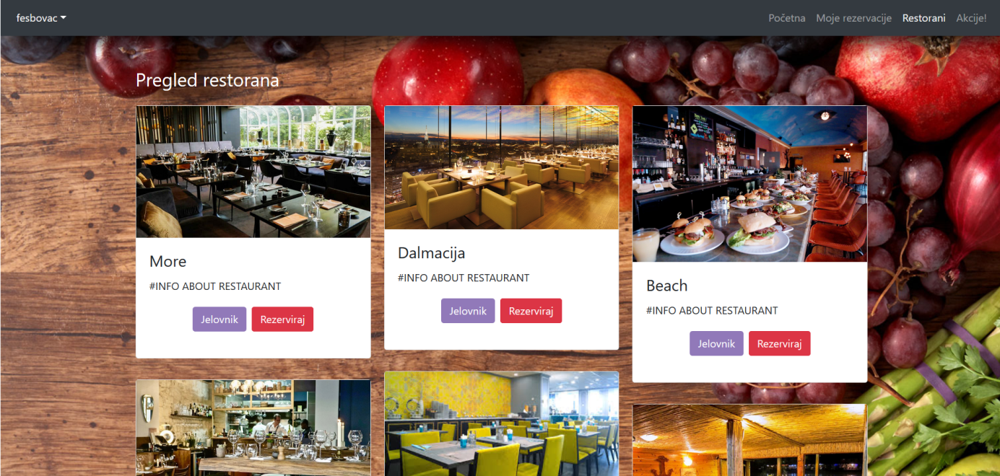 fesbovac
Početna Moje rezervacije Restorani Akcije!
Pregled restorana
More
#INFO ABOUT RESTAURANT
Jelovnik Rezerviraj
Dalmacija
#INFO ABOUT RESTAURANT
Jelovnik Rezerviraj
Beach
#INFO ABOUT RESTAURANT
Jelovnik Rezerviraj